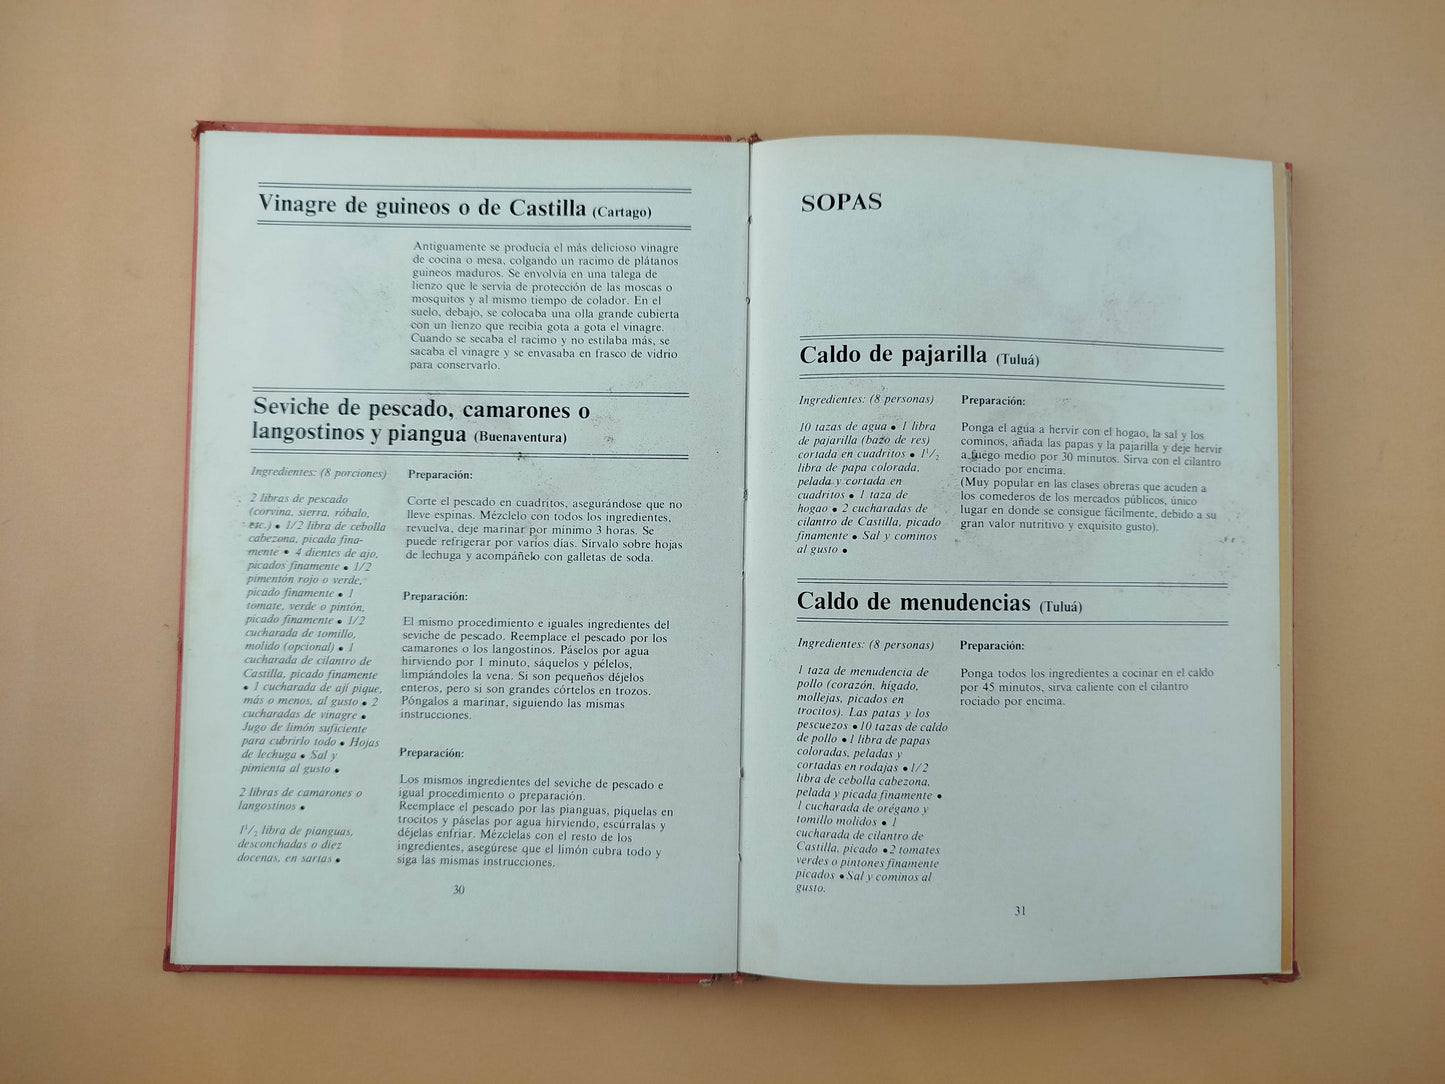 Vinagre de guineos o de Castilla (Cartago)
Antiguamente se producía el más delicioso vinagre
de cocina o mesa, colgando un racimo de plátanos
guineos maduros. Se envolvía en una talega de
lienzo que le servía de protección de las moscas o
mosquitos y al mismo tiempo de colador. En el
suelo, debajo, se colocaba una olla grande cubierta
con un lienzo que recibía gota a gota el vinagre.
Cuando se secaba el racimo y no estilaba más, se
sacaba el vinagre y se envasaba en frasco de vidrio
para conservarlo.
Seviche de pescado, camarones o
langostinos y piangua (Buenaventura)
Ingredientes: (8 porciones)
2 libras de pescado
(corvina, sierra, róbalo,
etc.) ● 1/2 libra de cebolla
cabezona, picada fina-
mente ● 4 dientes de ajo,
picados finamente ● 1/2
pimentón rojo o verde,
picado finamente ● 1
tomate, verde o pintón,
picado finamente ● 1/2
cucharada de tomillo,
molido (opcional) ● 1
cucharada de cilantro de
Castilla, picado finamente
● 1 cucharada de ají pique,
más o menos, al gusto ● 2
cucharadas de vinagre ●
Jugo de limón suficiente
para cubrirlo todo ● Hojas
de lechuga ● Sal y
pimienta al gusto ●
2 libras de camarones o
langostinos ●
1 1/2 libra de pianguas,
desconchadas o diez
docenas, en sartas ●
Preparación:
Corte el pescado en cuadritos, asegurándose que no
lleve espinas. Mézclelo con todos los ingredientes,
revuelva, deje marinar por mínimo 3 horas. Se
puede refrigerar por varios días. Sírvalo sobre hojas
de lechuga y acompáñelo con galletas de soda.
Preparación:
El mismo procedimiento e iguales ingredientes del
seviche de pescado. Reemplace el pescado por los
camarones o los langostinos. Páselos por agua
hirviendo por 1 minuto, sáquelos y pélelos,
limpiándoles la vena. Si son pequeños déjelos
enteros, pero si son grandes córtelos en trozos.
Póngalos a marinar, siguiendo las mismas
instrucciones.
Preparación:
Los mismos ingredientes del seviche de pescado e
igual procedimiento o preparación.
Reemplace el pescado por las pianguas, píquelas en
trocitos y páselas por agua hirviendo, escúrralas y
déjelas enfriar. Mézclelas con el resto de los
ingredientes, asegúrese que el limón cubra todo y
siga las mismas instrucciones.
30
SOPAS
Caldo de pajarilla (Tuluá)
Ingredientes: (8 personas)
10 tazas de agua ● 1 libra
de pajarilla (bazo de res)
cortada en cuadritos ● 1 1/2
libra de papa colorada,
pelada y cortada en
cuadritos ● 1 taza de
hogao ● 2 cucharadas de
cilantro de Castilla, picado
finamente ● Sal y cominos
al gusto ●
Preparación:
Ponga el agua a hervir con el hogao, la sal y los
cominos, añada las papas y la pajarilla y deje hervir
a fuego medio por 30 minutos. Sirva con el cilantro
rociado por encima.
(Muy popular en las clases obreras que acuden a
los comederos de los mercados públicos, único
lugar en donde se consigue fácilmente, debido a su
gran valor nutritivo y exquisito gusto).
Caldo de menudencias (Tuluá)
Ingredientes: (8 personas)
1 taza de menudencia de
pollo (corazón, hígado,
mollejas, picados en
trocitos). Las patas y los
pescuezos ● 10 tazas de caldo
de pollo ● 1 libra de papas
coloradas, peladas y
cortadas en rodajas ● 1/2
libra de cebolla cabezona,
pelada y picada finamente ●
1 cucharada de orégano y
tomillo molidos ● 1
cucharada de cilantro de
Castilla, picado ● 2 tomates
verdes o pintones finamente
picados ● Sal y cominos al
gusto.
Preparación:
Ponga todos los ingredientes a cocinar en el caldo
por 45 minutos, sirva caliente con el cilantro
rociado por encima.
31